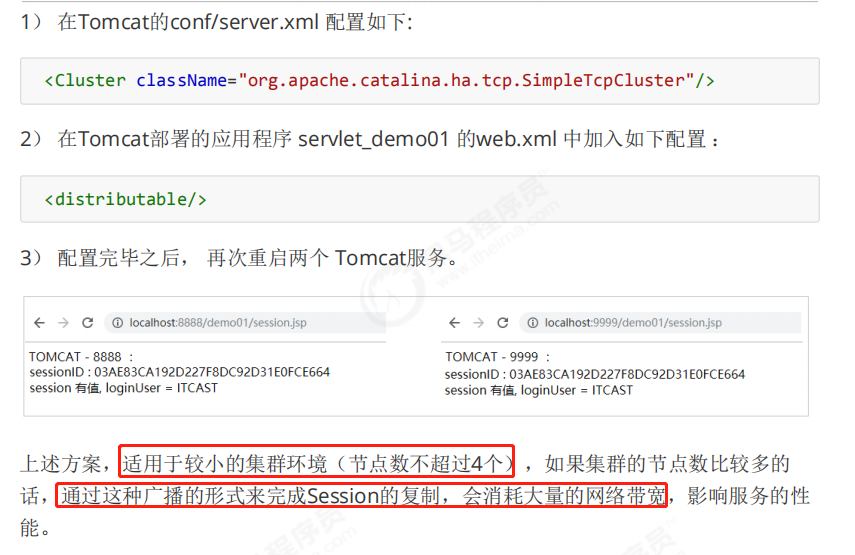 1） 在Tomcat的conf/server.xml 配置如下:
<Cluster className="org.apache.catalina.ha.tcp.SimpleTcpCluster"/>
2） 在Tomcat部署的应用程序 servlet_demo01 的web.xml 中加入如下配置 ：
<distributable/>
3） 配置完毕之后， 再次重启两个 Tomcat服务。
localhost:8888/demo01/session.jsp
TOMCAT - 8888 ：
sessionID : 03AE83CA192D227F8DC92D31E0FCE664
session 有值, loginUser = ITCAST
localhost:9999/demo01/session.jsp
TOMCAT - 9999 ：
sessionID : 03AE83CA192D227F8DC92D31E0FCE664
session 有值, loginUser = ITCAST
上述方案，适用于较小的集群环境（节点数不超过4个），如果集群的节点数比较多的
话，通过这种广播的形式来完成Session的复制，会消耗大量的网络带宽，影响服务的性
能。
黑马程序员
www.itheima.com